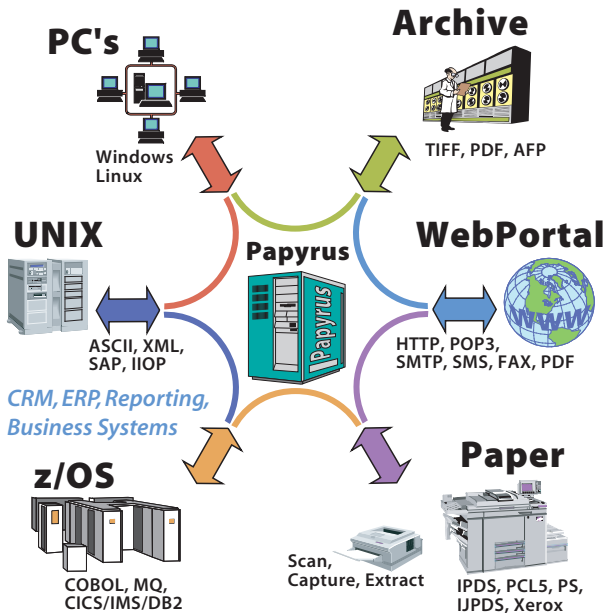 PC's
Archive
Windows
Linux
TIFF, PDF, AFP
UNIX
Papyrus
WebPortal
Papyrus
WWW
ASCII, XML,
SAP, IIOP
HTTP, POP3,
SMTP, SMS, FAX, PDF
CRM, ERP, Reporting,
Business Systems
z/OS
Paper
Scan,
Capture, Extract
COBOL, MQ,
CICS/IMS/DB2
IPDS, PCL5, PS,
IJPDS, Xerox